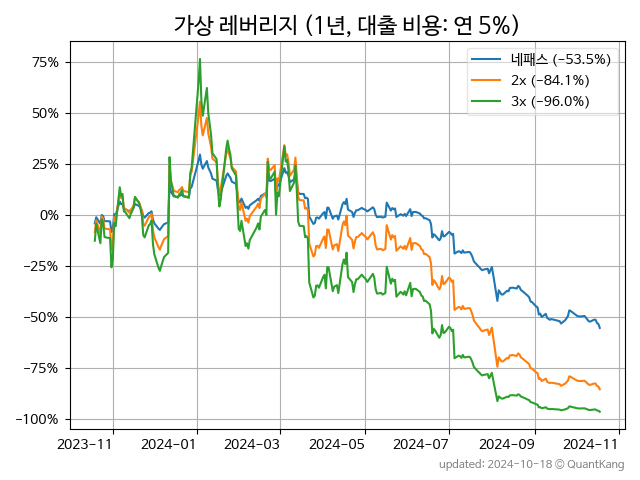 가상 레버리지 (1년, 대출 비용: 연 5%)
네패스 (−53.5%)
2x (−84.1%)
3x (−96.0%)
75%
50%
25%
0%
−25%
−50%
−75%
−100%
2023-11 2024-01 2024-03 2024-05 2024-07 2024-09 2024-11
updated: 2024-10-18 © QuantKang